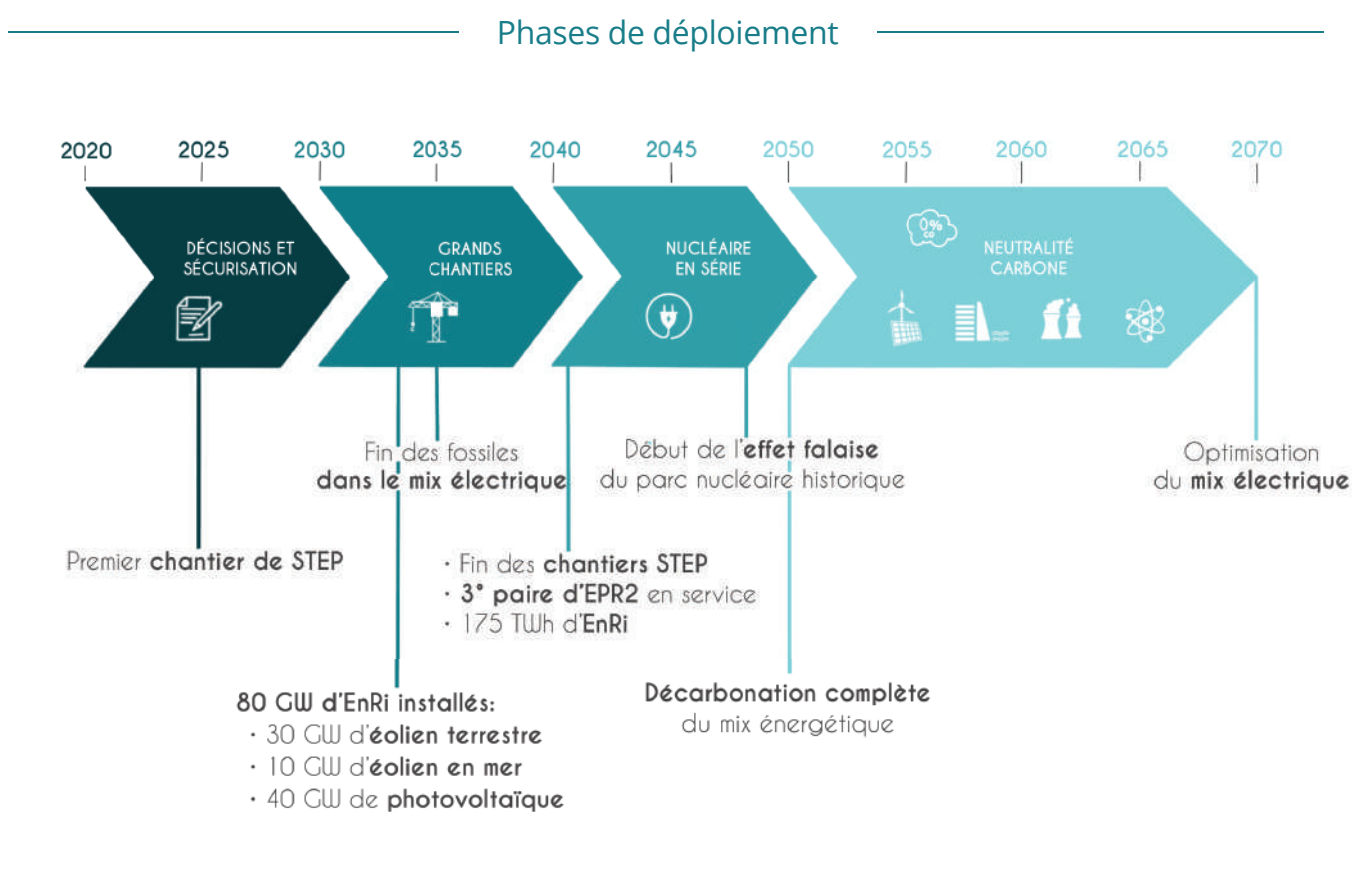 Phases de déploiement
2020 2025 2030 2035 2040 2045 2050 2055 2060 2065 2070
DÉCISIONS ET
SÉCURISATION
GRANDS
CHANTIERS
NUCLÉAIRE
EN SÉRIE
0%
CO
NEUTRALITÉ
CARBONE
Fin des fossiles
dans le mix électrique
Début de l'effet falaise
du parc nucléaire historique
Optimisation
du mix électrique
Premier chantier de STEP
· Fin des chantiers STEP
· 3° paire d'EPR2 en service
· 175 TWh d'EnRi
80 GW d'EnRi installés:
· 30 GW d'éolien terrestre
· 10 GW d'éolien en mer
· 40 GW de photovoltaïque
Décarbonation complète
du mix énergétique